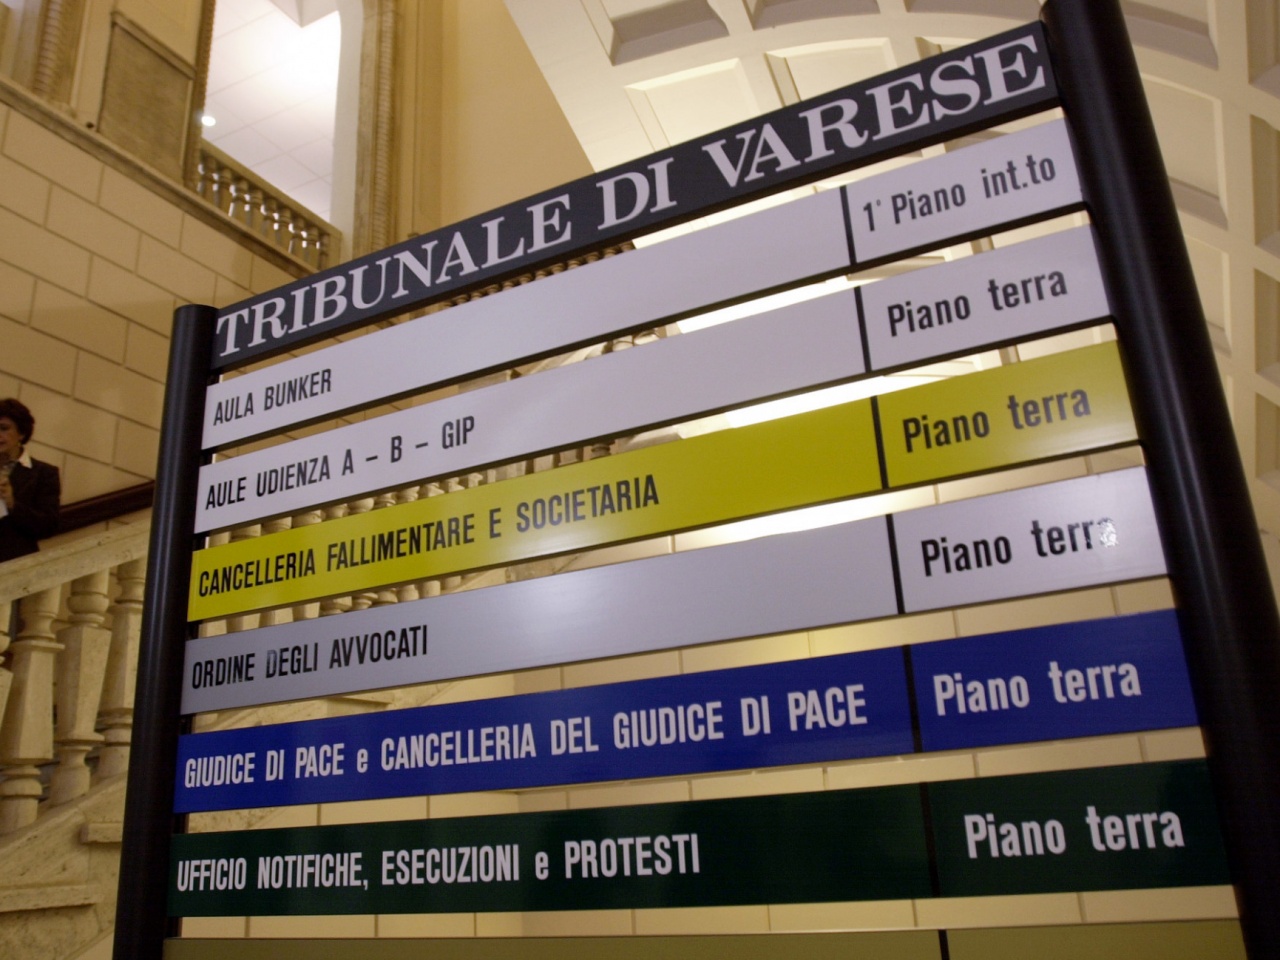 TRIBUNALE DI VARESE
AULA BUNKER 1° Piano int.to
AULE UDIENZA A - B - GIP Piano terra
CANCELLERIA FALLIMENTARE E SOCIETARIA Piano terra
ORDINE DEGLI AVVOCATI Piano terra
GIUDICE DI PACE e CANCELLERIA DEL GIUDICE DI PACE Piano terra
UFFICIO NOTIFICHE, ESECUZIONI e PROTESTI Piano terra